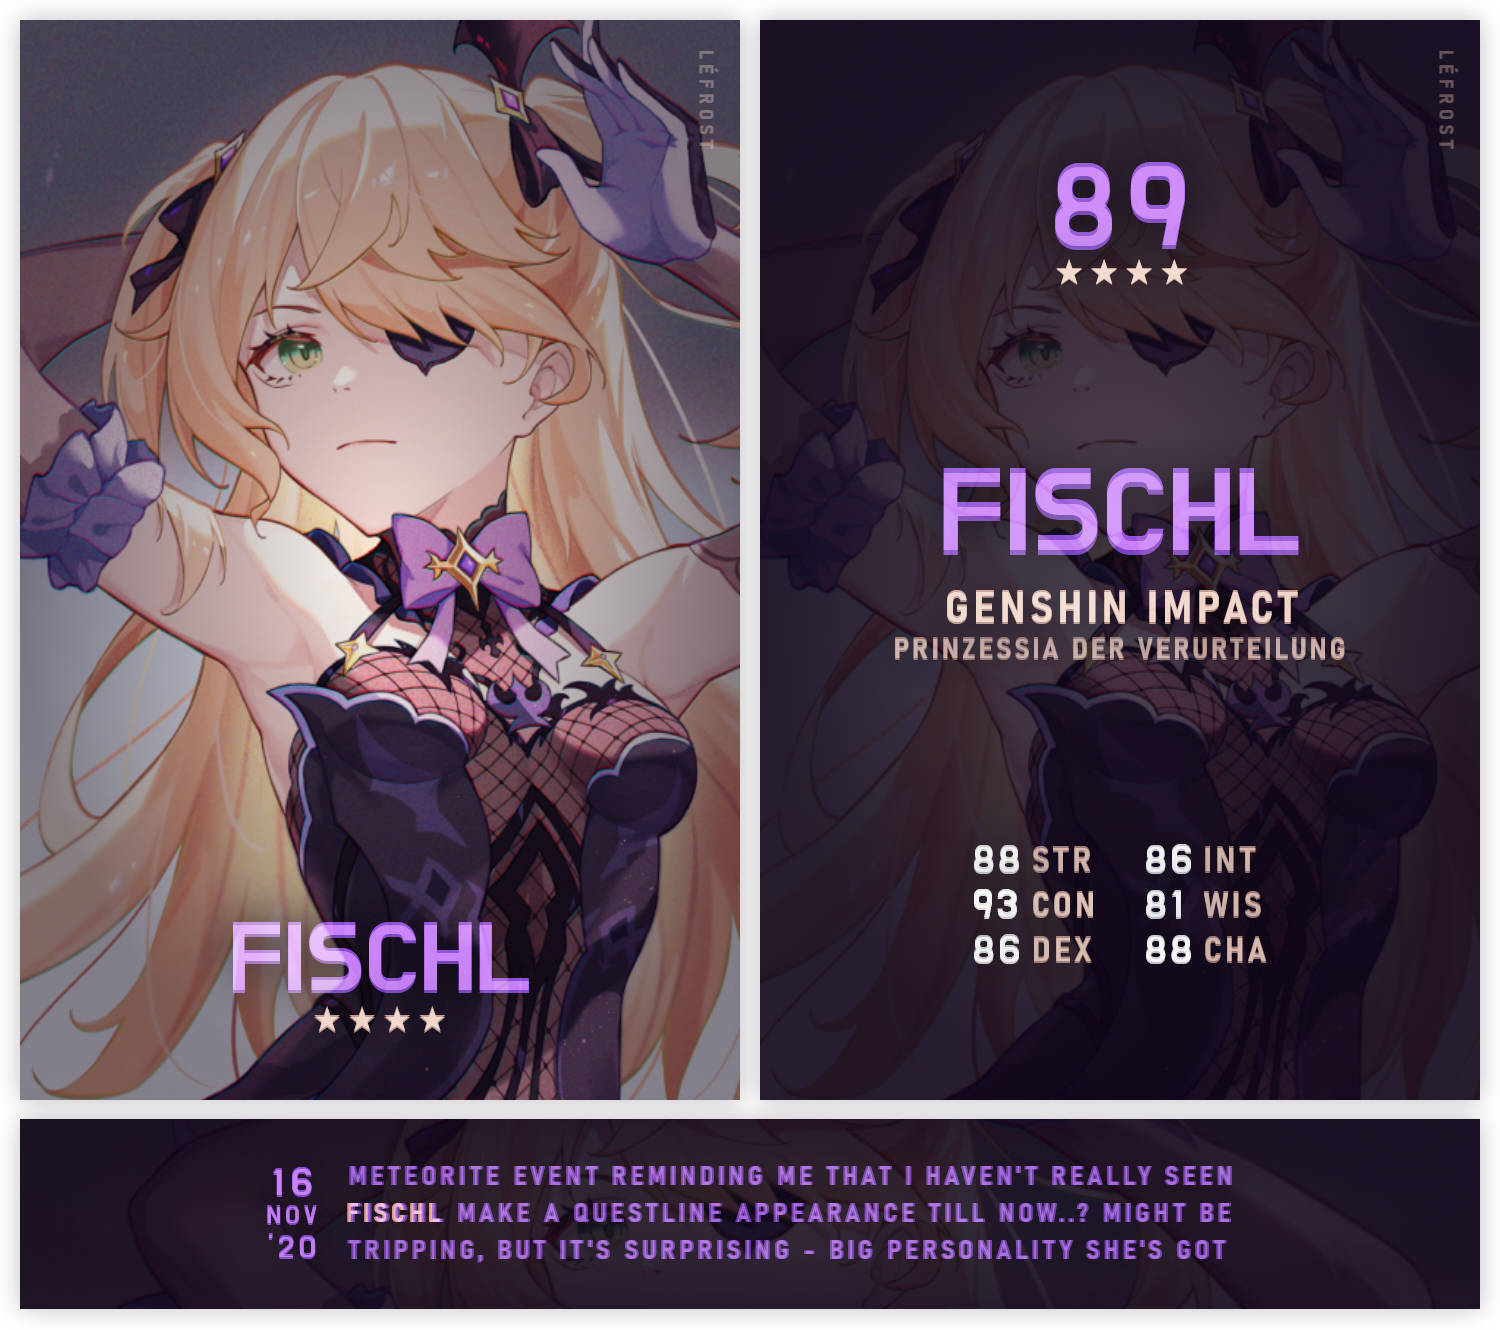 LÉFROST
FISCHL
★★★★
LÉFROST
89
★★★★
FISCHL
GENSHIN IMPACT
PRINZESSIA DER VERURTEILUNG
88 STR 86 INT
93 CON 81 WIS
86 DEX 88 CHA
16
NOV
'20
METEORITE EVENT REMINDING ME THAT I HAVEN'T REALLY SEEN
FISCHL MAKE A QUESTLINE APPEARANCE TILL NOW..? MIGHT BE
TRIPPING, BUT IT'S SURPRISING - BIG PERSONALITY SHE'S GOT